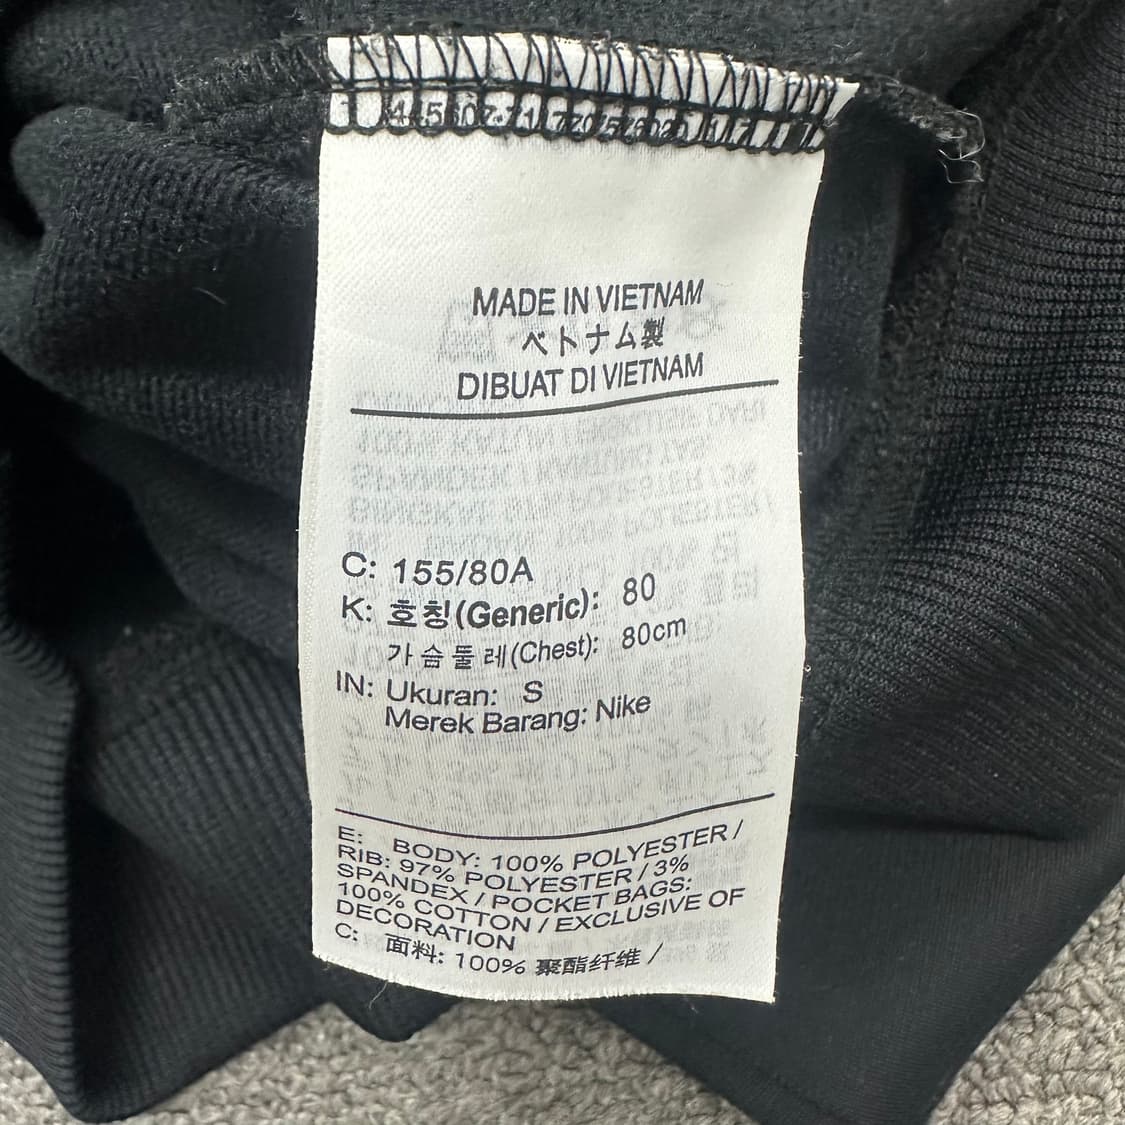 MADE IN VIETNAM
ベトナム製
DIBUAT DI VIETNAM
C: 155/80A
K: 호칭(Generic): 80
가슴둘레(Chest): 80cm
IN: Ukuran: S
Merek Barang: Nike
E: BODY: 100% POLYESTER /
RIB: 97% POLYESTER / 3%
SPANDEX / POCKET BAGS:
100% COTTON / EXCLUSIVE OF
DECORATION
C: 面料: 100% 聚酯纤维 /